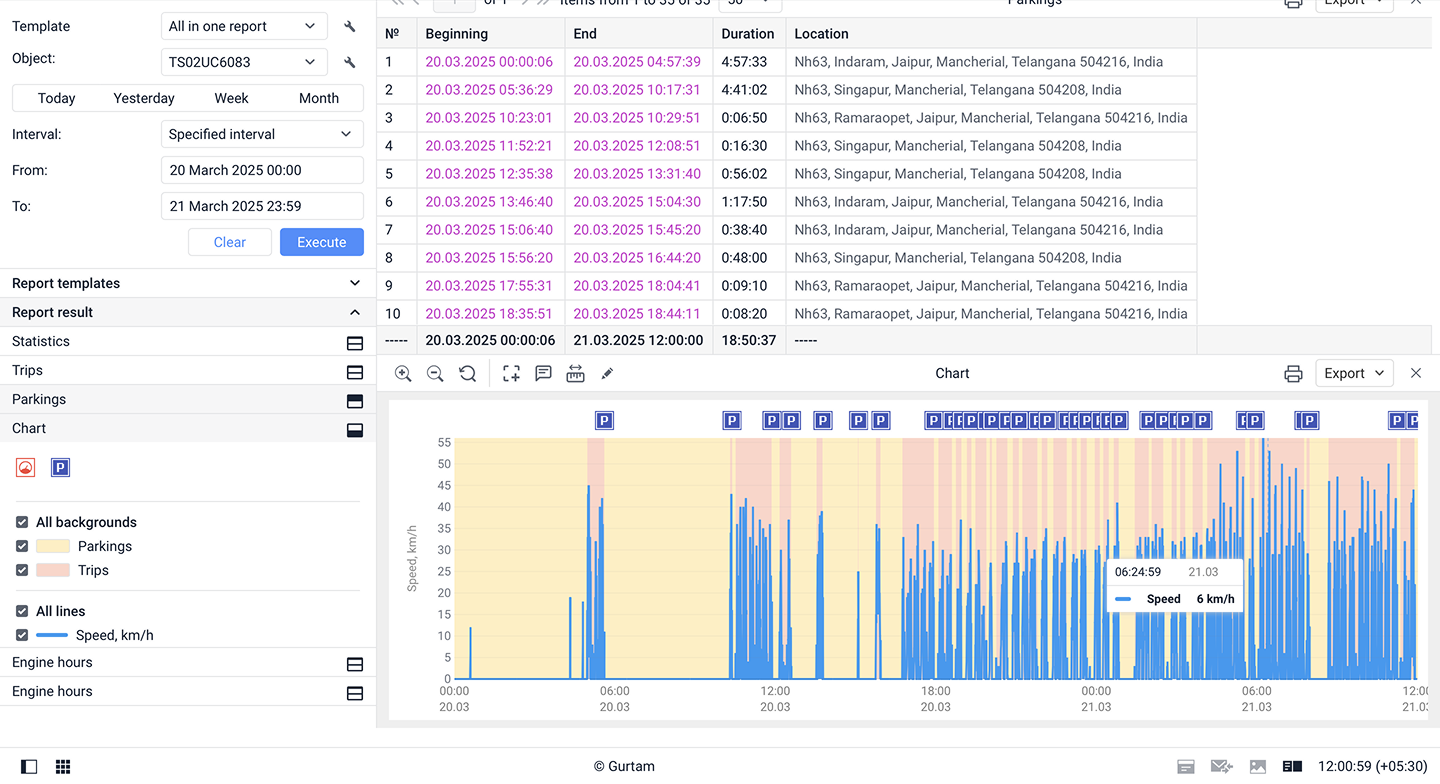 of 1 Items from 1 to 35 of 35 50 Parkings Export
Template All in one report
Object: TS02UC6083
Today Yesterday Week Month
Interval: Specified interval
From: 20 March 2025 00:00
To: 21 March 2025 23:59
Clear Execute
Report templates
Report result
Statistics
Trips
Parkings
Chart
P
All backgrounds
Parkings
Trips
All lines
Speed, km/h
Engine hours
Engine hours
№ Beginning End Duration Location
1 20.03.2025 00:00:06 20.03.2025 04:57:39 4:57:33 Nh63, Indaram, Jaipur, Mancherial, Telangana 504216, India
2 20.03.2025 05:36:29 20.03.2025 10:17:31 4:41:02 Nh63, Singapur, Mancherial, Telangana 504208, India
3 20.03.2025 10:23:01 20.03.2025 10:29:51 0:06:50 Nh63, Ramaraopet, Jaipur, Mancherial, Telangana 504216, India
4 20.03.2025 11:52:21 20.03.2025 12:08:51 0:16:30 Nh63, Singapur, Mancherial, Telangana 504208, India
5 20.03.2025 12:35:38 20.03.2025 13:31:40 0:56:02 Nh63, Singapur, Mancherial, Telangana 504208, India
6 20.03.2025 13:46:40 20.03.2025 15:04:30 1:17:50 Nh63, Indaram, Jaipur, Mancherial, Telangana 504216, India
7 20.03.2025 15:06:40 20.03.2025 15:45:20 0:38:40 Nh63, Indaram, Jaipur, Mancherial, Telangana 504216, India
8 20.03.2025 15:56:20 20.03.2025 16:44:20 0:48:00 Nh63, Singapur, Mancherial, Telangana 504208, India
9 20.03.2025 17:55:31 20.03.2025 18:04:41 0:09:10 Nh63, Ramaraopet, Jaipur, Mancherial, Telangana 504216, India
10 20.03.2025 18:35:51 20.03.2025 18:44:11 0:08:20 Nh63, Ramaraopet, Jaipur, Mancherial, Telangana 504216, India
----- 20.03.2025 00:00:06 21.03.2025 12:00:00 18:50:37 -----
Chart Export
P P P P P P P P P P P P P P P P P P P P P P P P P P P P P P P
55
50
45
40
35
30
25
20
15
10
5
0
Speed, km/h
06:24:59 21.03
Speed 6 km/h
00:00 06:00 12:00 18:00 00:00 06:00 12:00
20.03 20.03 20.03 20.03 21.03 21.03 21.03
© Gurtam
12:00:59 (+05:30)